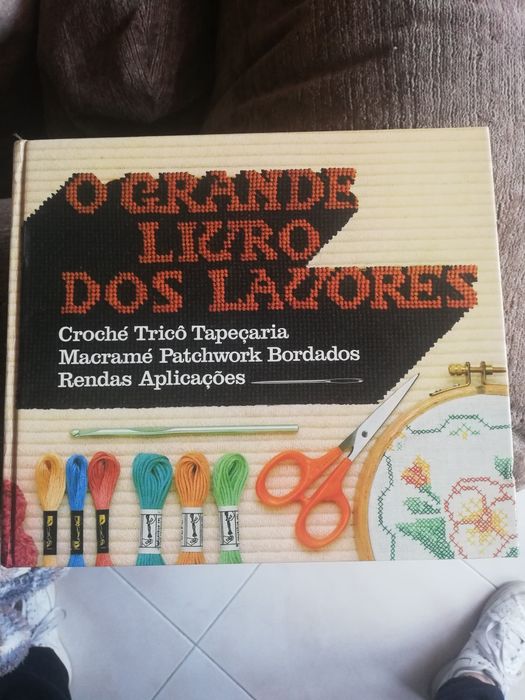 O GRANDE
LIVRO
DOS LAVORES
Croché Tricô Tapeçaria
Macramé Patchwork Bordados
Rendas Aplicações